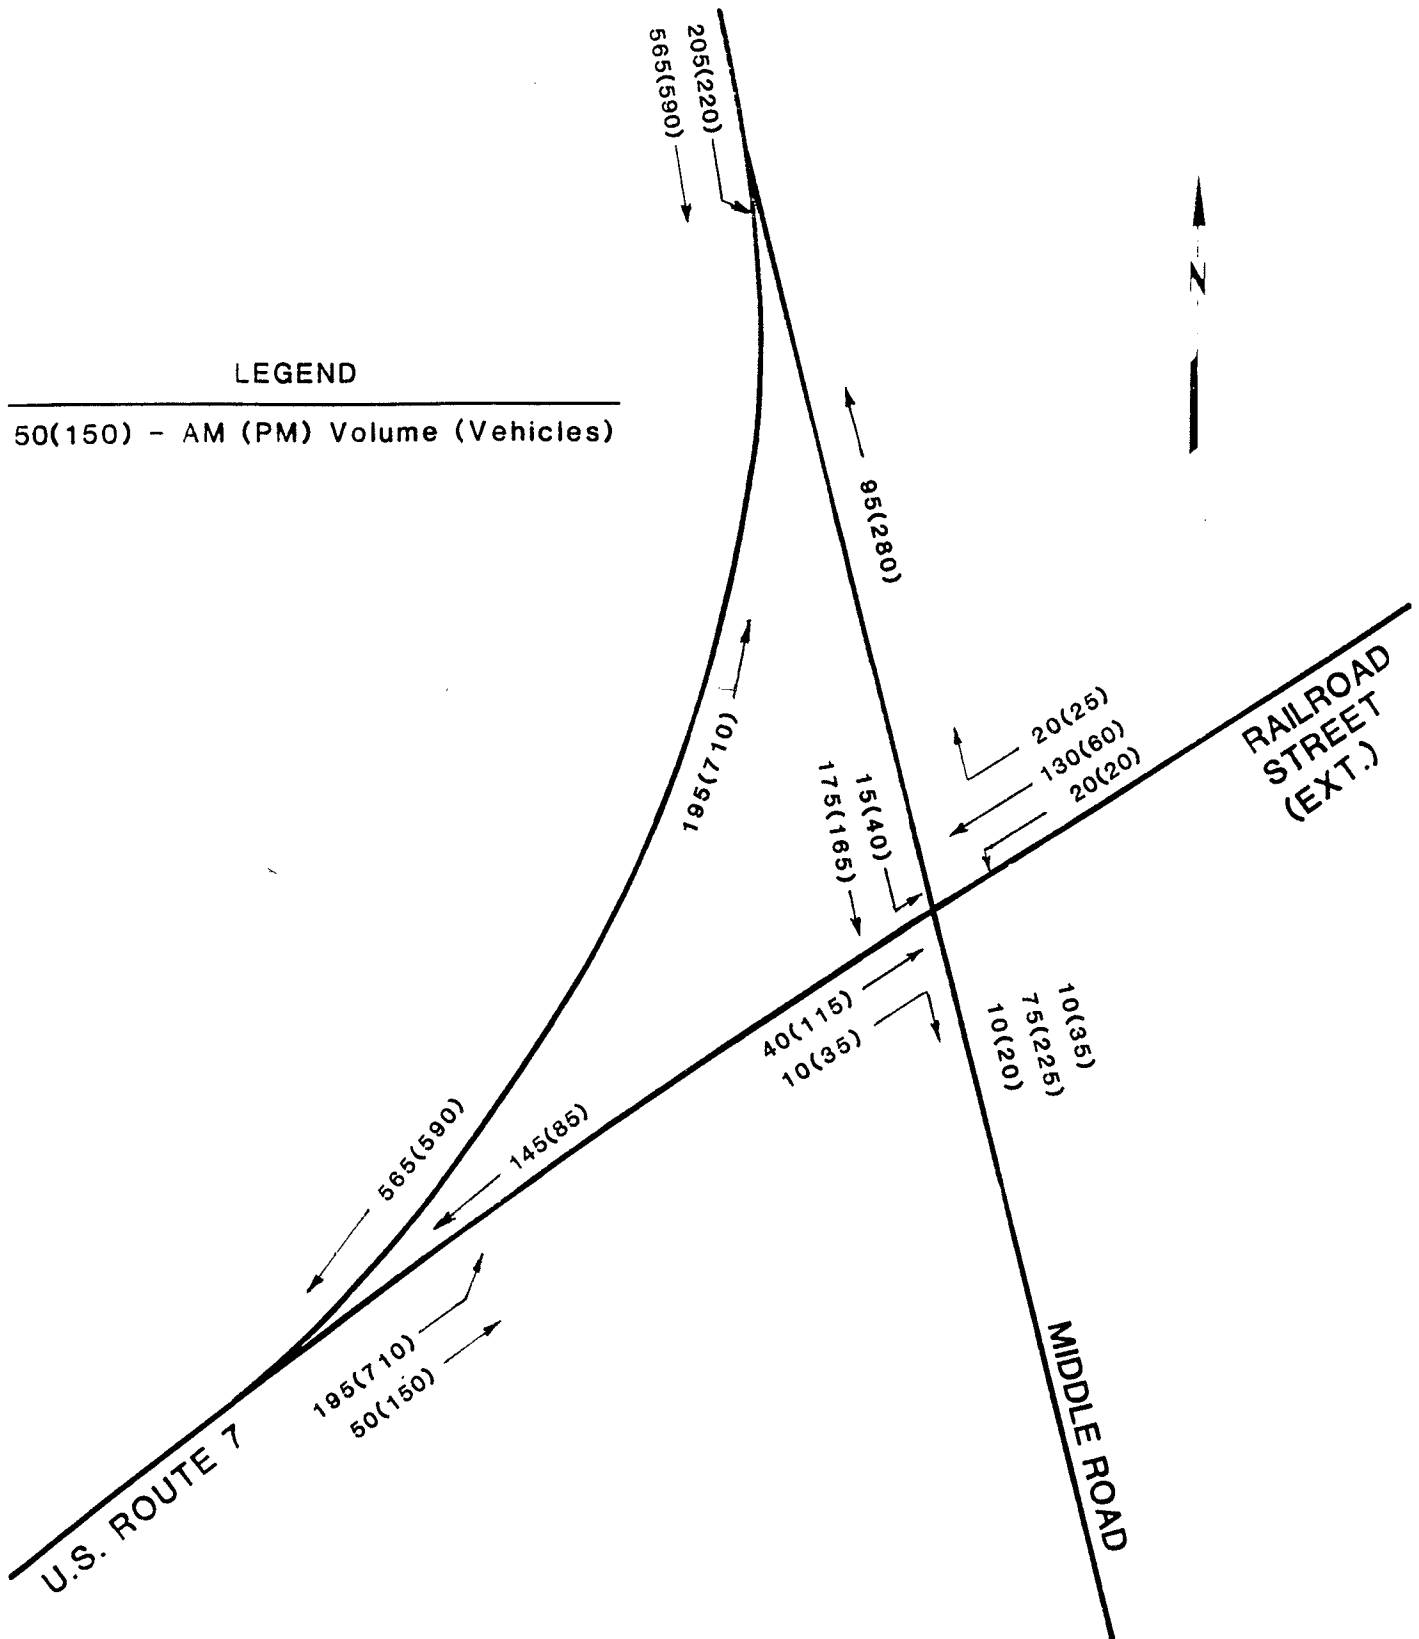 565(590)
205(220)
N
LEGEND
50(150) - AM (PM) Volume (Vehicles)
95(280)
RAILROAD
STREET
(EXT.)
20(25)
130(60)
20(20)
195(710)
15(40)
175(165)
40(115)
10(35)
10(35)
75(225)
10(20)
565(590)
145(85)
195(710)
50(150)
U.S. ROUTE 7
MIDDLE ROAD